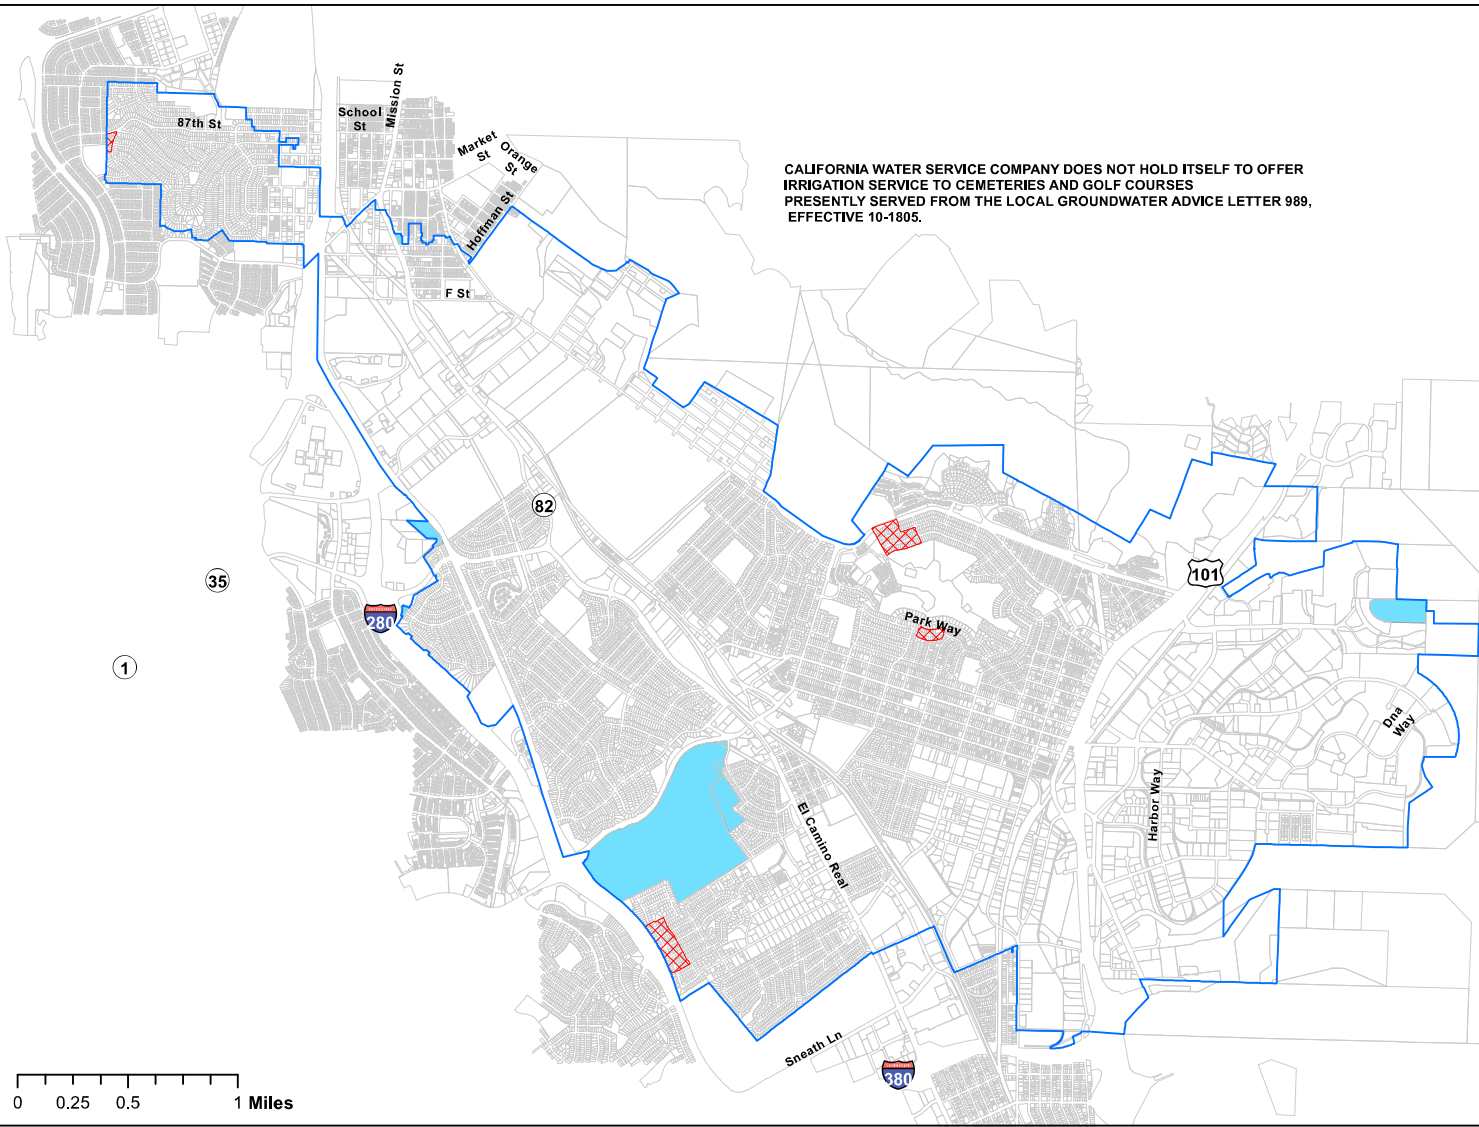 School
St
Mission St
87th St
Market
St
Orange
St
Hoffman St
F St
CALIFORNIA WATER SERVICE COMPANY DOES NOT HOLD ITSELF TO OFFER
IRRIGATION SERVICE TO CEMETERIES AND GOLF COURSES
PRESENTLY SERVED FROM THE LOCAL GROUNDWATER ADVICE LETTER 989,
EFFECTIVE 10-1805.
82
35
101
280
Park Way
1
Dna
Way
Harbor Way
El Camino Real
Sneath Ln
380
0 0.25 0.5 1 Miles